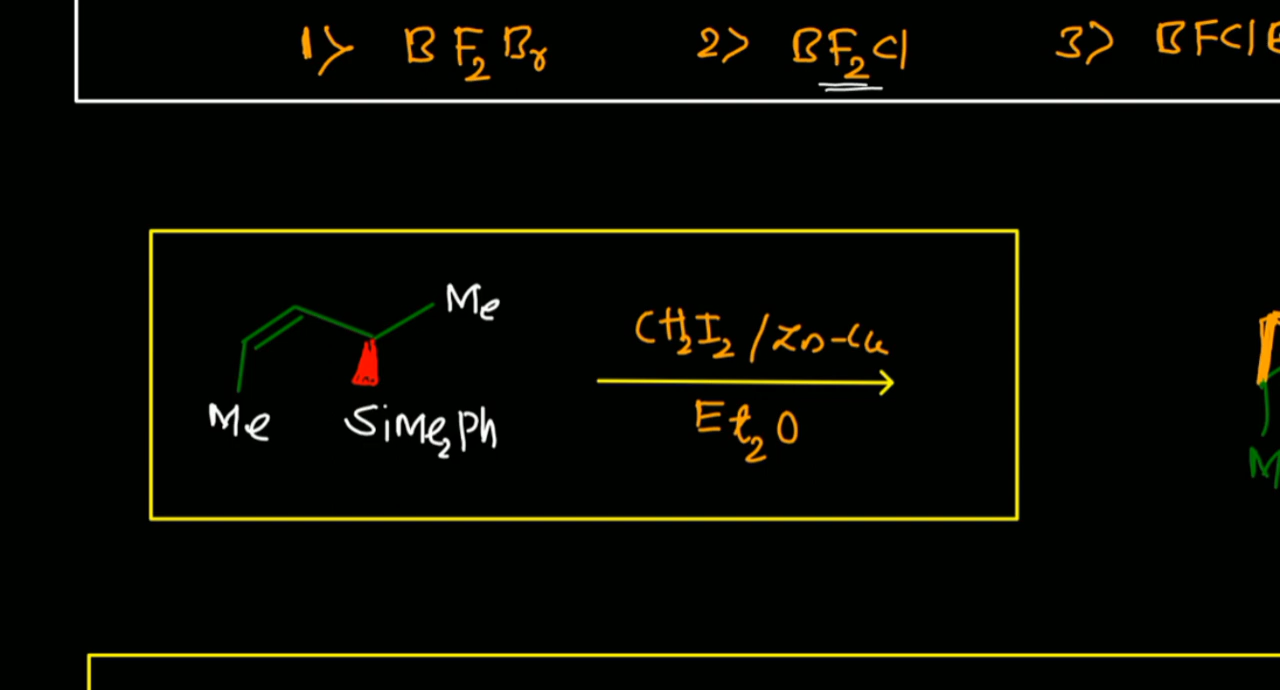 1> BF₂Br 2> BF₂Cl 3> BFCl
Me
CH₂I₂ / Zn-Cu
Me SiMe₂Ph
Et₂O
M